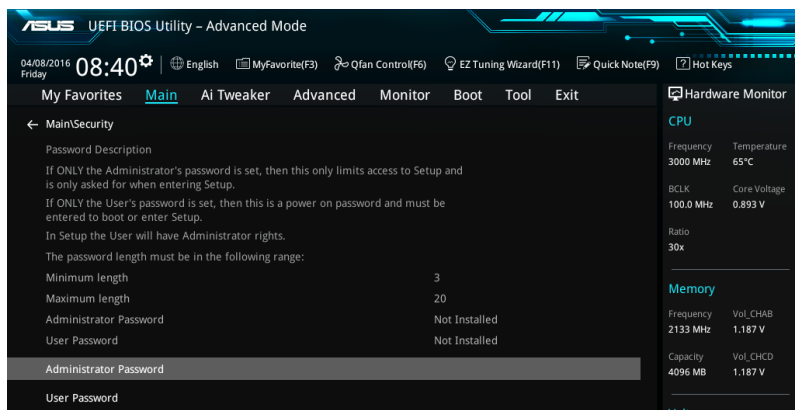 ASUS UEFI BIOS Utility – Advanced Mode
04/08/2016 Friday 08:40 English MyFavorite(F3) Qfan Control(F6) EZ Tuning Wizard(F11) Quick Note(F9) ? Hot Keys
My Favorites Main Ai Tweaker Advanced Monitor Boot Tool Exit
Hardware Monitor
← Main\Security
Password Description
If ONLY the Administrator's password is set, then this only limits access to Setup and
is only asked for when entering Setup.
If ONLY the User's password is set, then this is a power on password and must be
entered to boot or enter Setup.
In Setup the User will have Administrator rights.
The password length must be in the following range:
Minimum length 3
Maximum length 20
Administrator Password Not Installed
User Password Not Installed
Administrator Password
User Password
CPU
Frequency Temperature
3000 MHz 65°C
BCLK Core Voltage
100.0 MHz 0.893 V
Ratio
30x
Memory
Frequency Vol_CHAB
2133 MHz 1.187 V
Capacity Vol_CHCD
4096 MB 1.187 V